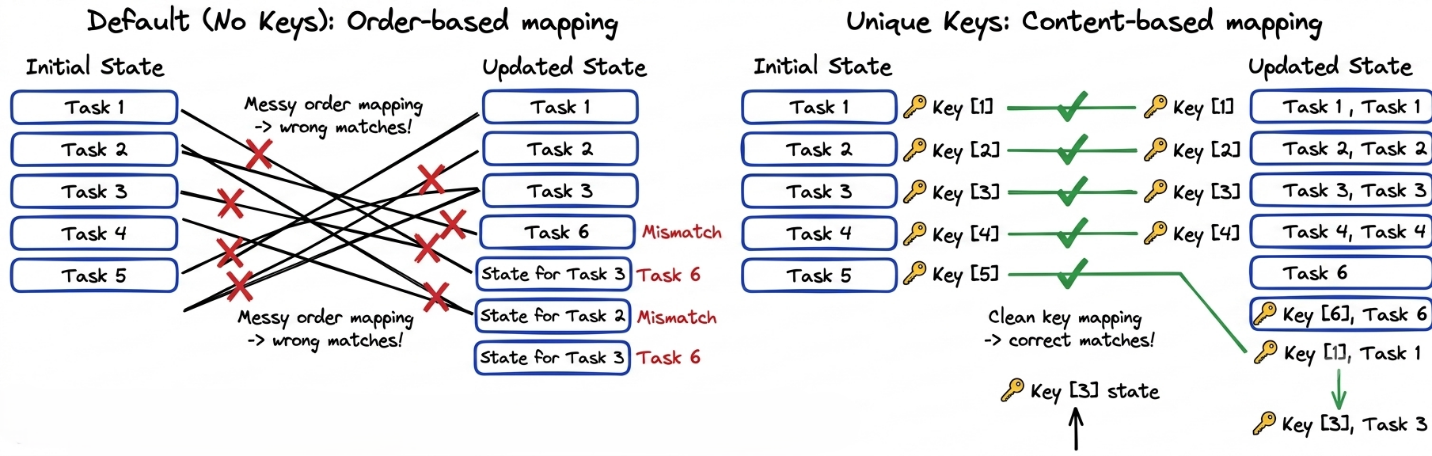 Default (No Keys): Order-based mapping
Initial State
Updated State
Task 1
Task 2
Task 3
Task 4
Task 5
Messy order mapping
-> wrong matches!
Messy order mapping
-> wrong matches!
Task 1
Task 2
Task 3
Task 6 Mismatch
State for Task 3 Task 6
State for Task 2 Mismatch
State for Task 3 Task 6
Unique Keys: Content-based mapping
Initial State
Updated State
Task 1 Key [1] Key [1] Task 1, Task 1
Task 2 Key [2] Key [2] Task 2, Task 2
Task 3 Key [3] Key [3] Task 3, Task 3
Task 4 Key [4] Key [4] Task 4, Task 4
Task 5 Key [5] Task 6
Clean key mapping
-> correct matches!
Key [6], Task 6
Key [1], Task 1
Key [3] state
Key [3], Task 3